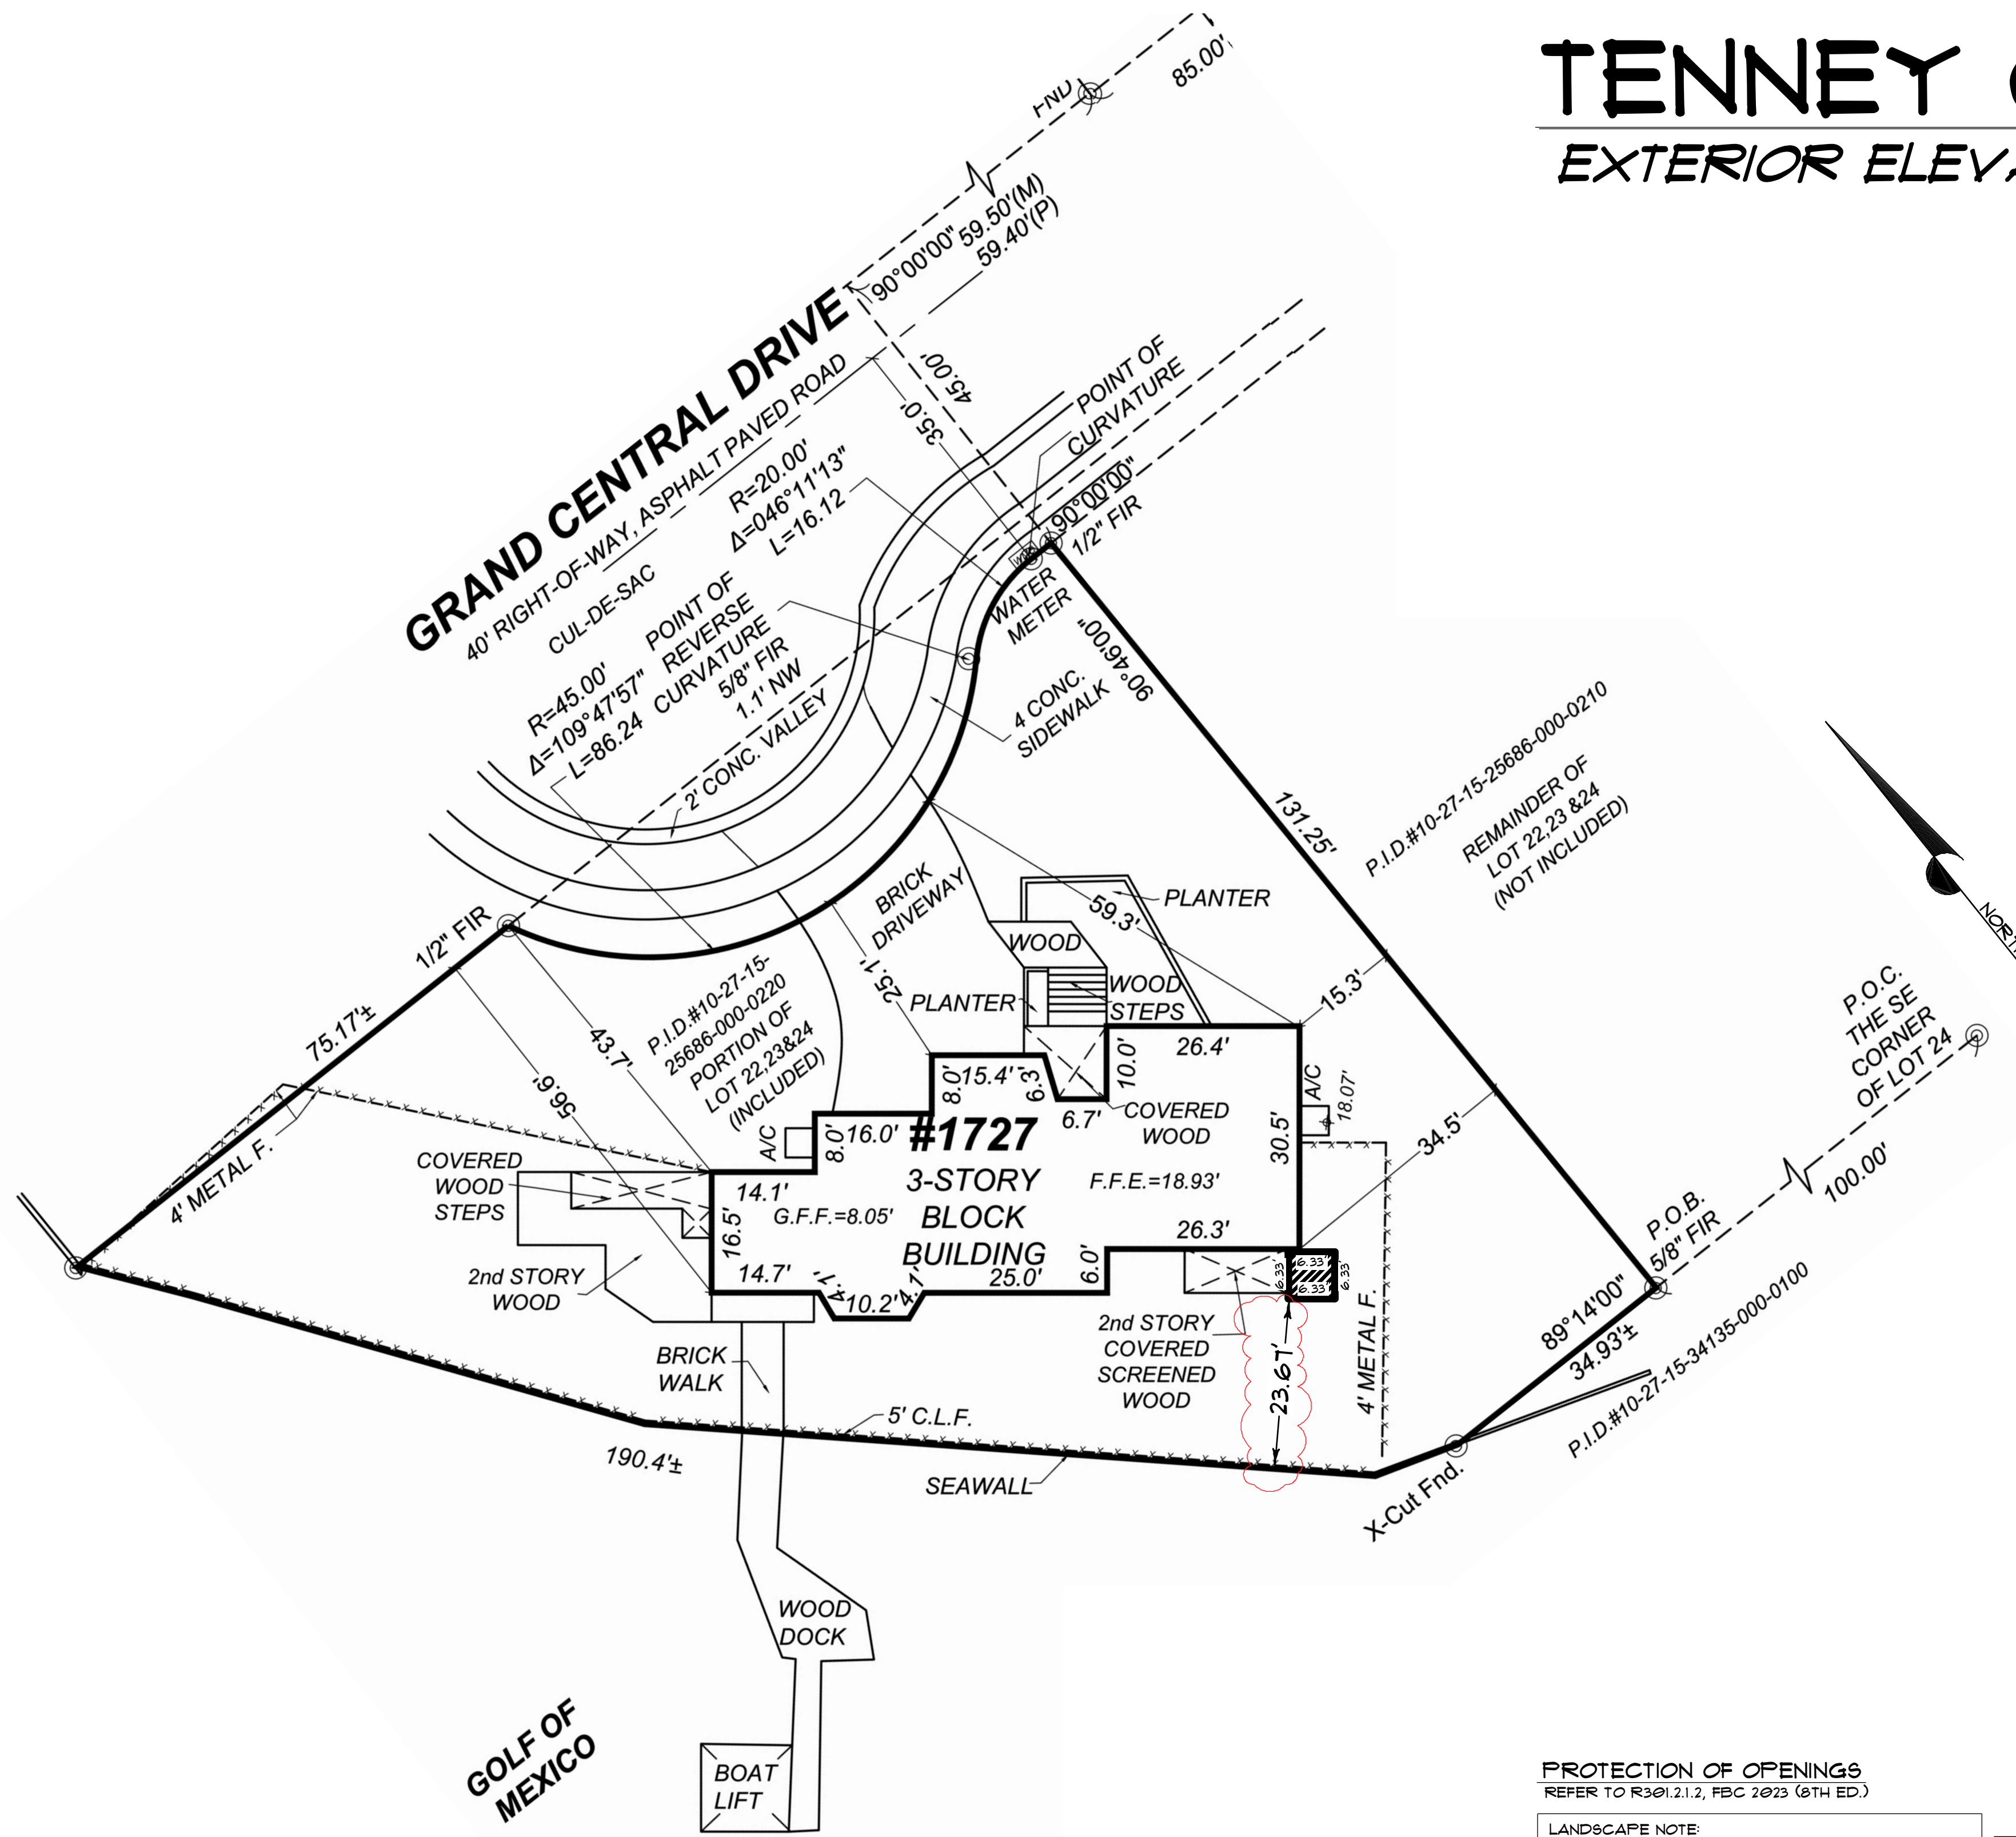 TENNEY
EXTERIOR ELEV
85.00'
FND
59.50'(M)
59.40'(P)
90°00'00"
GRAND CENTRAL DRIVE
40' RIGHT-OF-WAY, ASPHALT PAVED ROAD
CUL-DE-SAC
45.00'
35.0'
POINT OF
CURVATURE
R=20.00'
Δ=046°11'13"
L=16.12
90°00'00"
1/2" FIR
WATER
METER
POINT OF
REVERSE
CURVATURE
5/8" FIR
1.1' NW
R=45.00'
Δ=109°47'57"
L=86.24
2' CONC. VALLEY
4 CONC.
SIDEWALK
90°46'00"
131.25'
P.I.D.#10-27-15-25686-000-0210
REMAINDER OF
LOT 22,23 &24
(NOT INCLUDED)
1/2" FIR
75.17'±
43.7'
56.6'
P.I.D.#10-27-15-
25686-000-0220
PORTION OF
LOT 22,23&24
(INCLUDED)
BRICK
DRIVEWAY
25.1'
59.3'
PLANTER
WOOD
WOOD
STEPS
PLANTER
15.3'
P.O.C.
THE SE
CORNER
OF LOT 24
100.00'
26.4'
10.0'
15.4'
6.3'
8.0'
6.7'
COVERED
WOOD
A/C
18.07'
30.5'
34.5'
A/C
8.0'
16.0'
#1727
3-STORY
BLOCK
BUILDING
F.F.E.=18.93'
G.F.F.=8.05'
14.1'
16.5'
14.7'
4.1'
10.2'
4.1'
25.0'
6.0'
26.3'
4' METAL F.
COVERED
WOOD
STEPS
2nd STORY
WOOD
6.33'
6.33'
6.33'
6.33'
2nd STORY
COVERED
SCREENED
WOOD
23.67'
4' METAL F.
P.O.B.
5/8" FIR
89°14'00"
34.93'±
P.I.D.#10-27-15-34135-000-0100
BRICK
WALK
5' C.L.F.
190.4'±
SEAWALL
X-Cut Fnd.
WOOD
DOCK
BOAT
LIFT
GOLF OF
MEXICO
PROTECTION OF OPENINGS
REFER TO R301.2.1.2, FBC 2023 (8TH ED.)
LANDSCAPE NOTE: